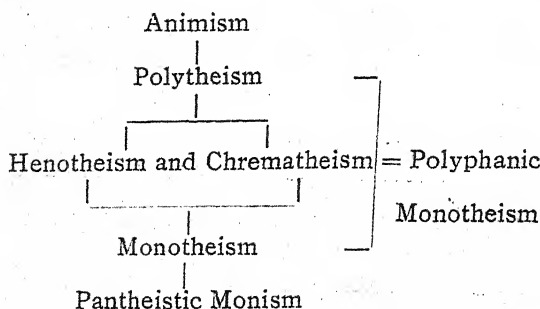 Animism
Polytheism
Henotheism and Chrematheism = Polyphanic
Monotheism
Monotheism
Pantheistic Monism